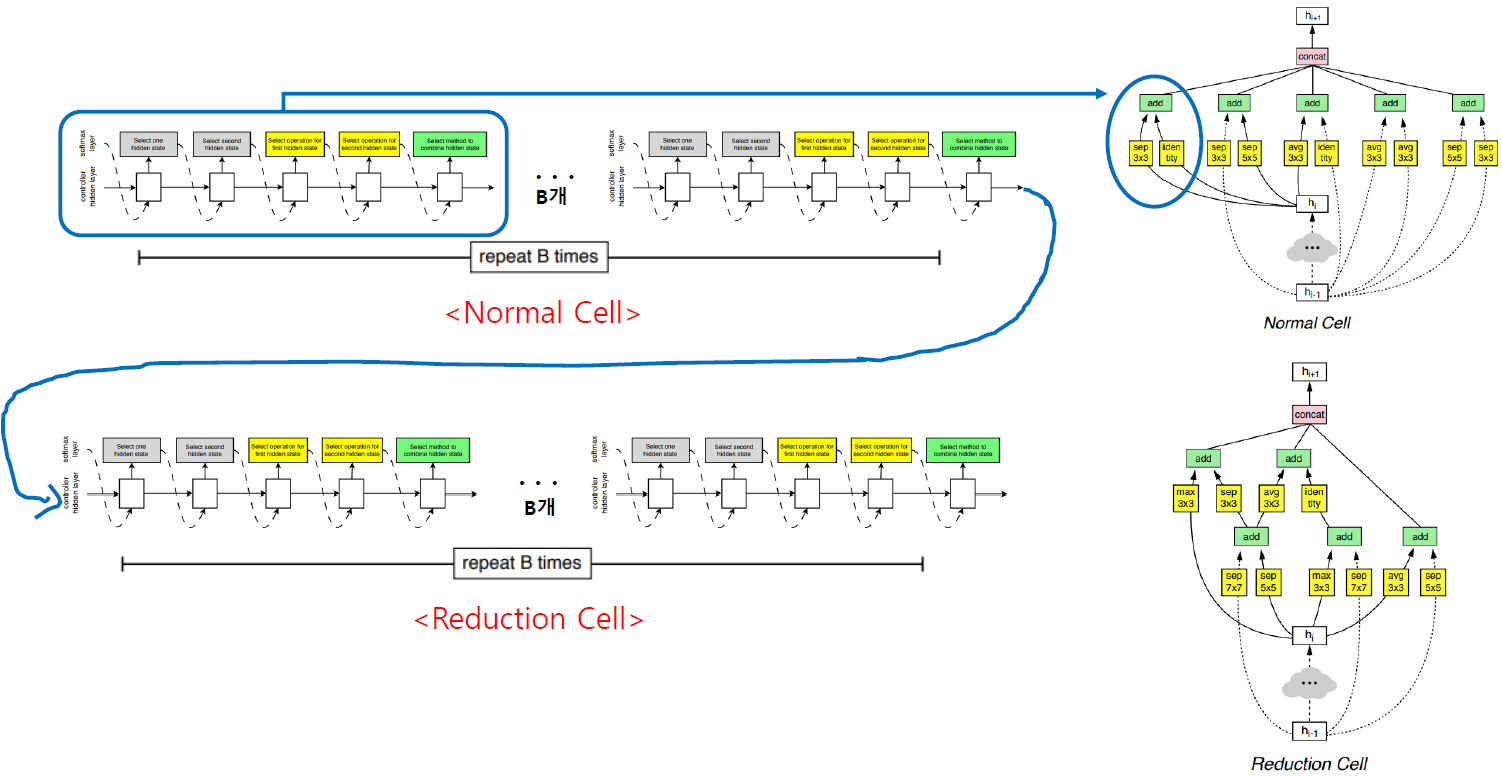 softmax
layer
controller
hidden layer
Select one
hidden state
Select second
hidden state
Select operation for
first hidden state
Select operation for
second hidden state
Select method to
combine hidden state
. . .
B개
softmax
layer
controller
hidden layer
Select one
hidden state
Select second
hidden state
Select operation for
first hidden state
Select operation for
second hidden state
Select method to
combine hidden state
repeat B times
<Normal Cell>
hi+1
concat
add
add
add
add
add
sep
3x3
iden
tity
sep
3x3
sep
5x5
avg
3x3
iden
tity
avg
3x3
avg
3x3
sep
5x5
sep
3x3
hi
...
hi-1
Normal Cell
softmax
layer
controller
hidden layer
Select one
hidden state
Select second
hidden state
Select operation for
first hidden state
Select operation for
second hidden state
Select method to
combine hidden state
. . .
B개
softmax
layer
controller
hidden layer
Select one
hidden state
Select second
hidden state
Select operation for
first hidden state
Select operation for
second hidden state
Select method to
combine hidden state
repeat B times
<Reduction Cell>
hi+1
concat
add
add
max
3x3
sep
3x3
avg
3x3
iden
tity
add
add
add
sep
7x7
sep
5x5
max
3x3
sep
7x7
avg
3x3
sep
5x5
hi
...
hi-1
Reduction Cell